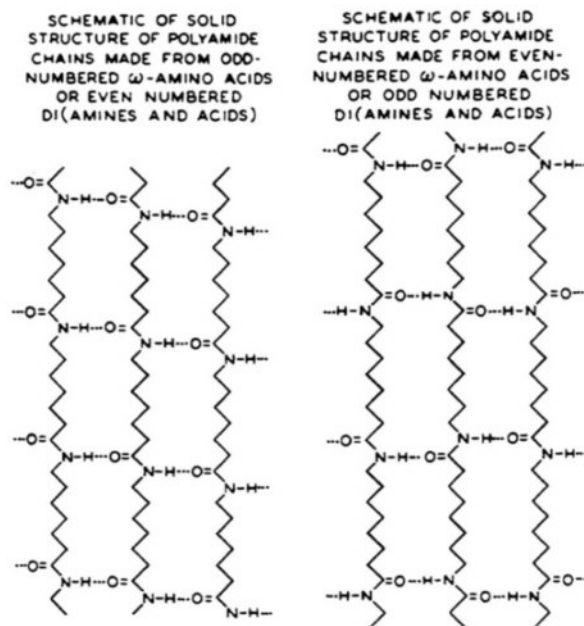 SCHEMATIC OF SOLID
STRUCTURE OF POLYAMIDE
CHAINS MADE FROM ODD-
NUMBERED ω-AMINO ACIDS
OR EVEN NUMBERED
DI(AMINES AND ACIDS)
···O= N-H···O= N-H···O= N-H···
···O= N-H···O= N-H···O= N-H···
···O= N-H···O= N-H···O= N-H···
···O= N-H···O= N-H···O= N-H···
SCHEMATIC OF SOLID
STRUCTURE OF POLYAMIDE
CHAINS MADE FROM EVEN-
NUMBERED ω-AMINO ACIDS
OR ODD NUMBERED
DI(AMINES AND ACIDS)
···O= N-H···O= N-H···O= N-H···
···H-N =O···H-N =O···H-N =O···
···O= N-H···O= N-H···O= N-H···
···H-N =O···H-N =O···H-N =O···